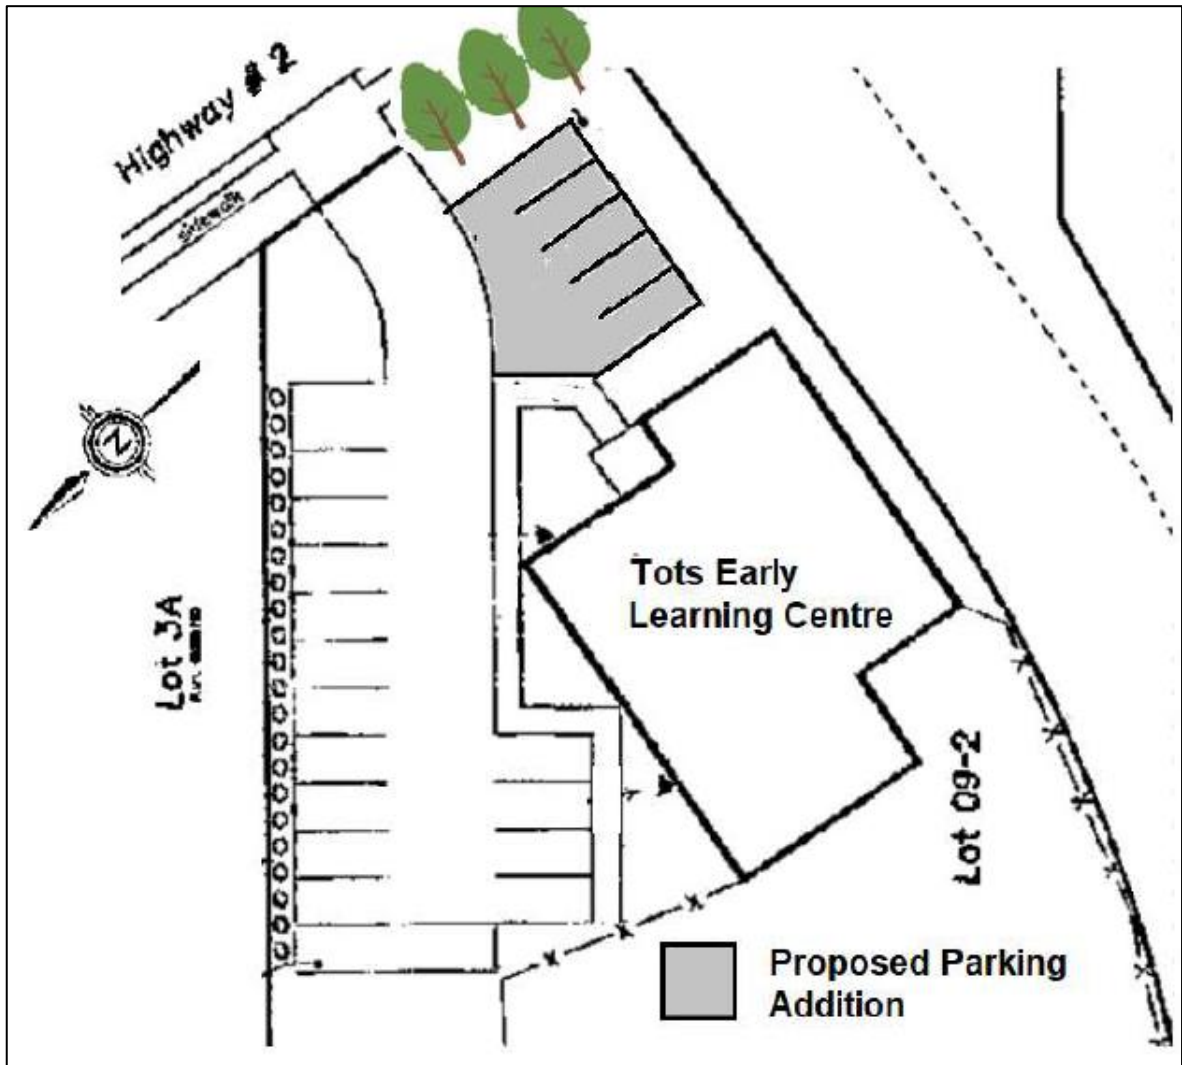 Highway # 2
sidewalk
N
Tots Early
Learning Centre
Lot 3A
Lot 09-2
Proposed Parking
Addition